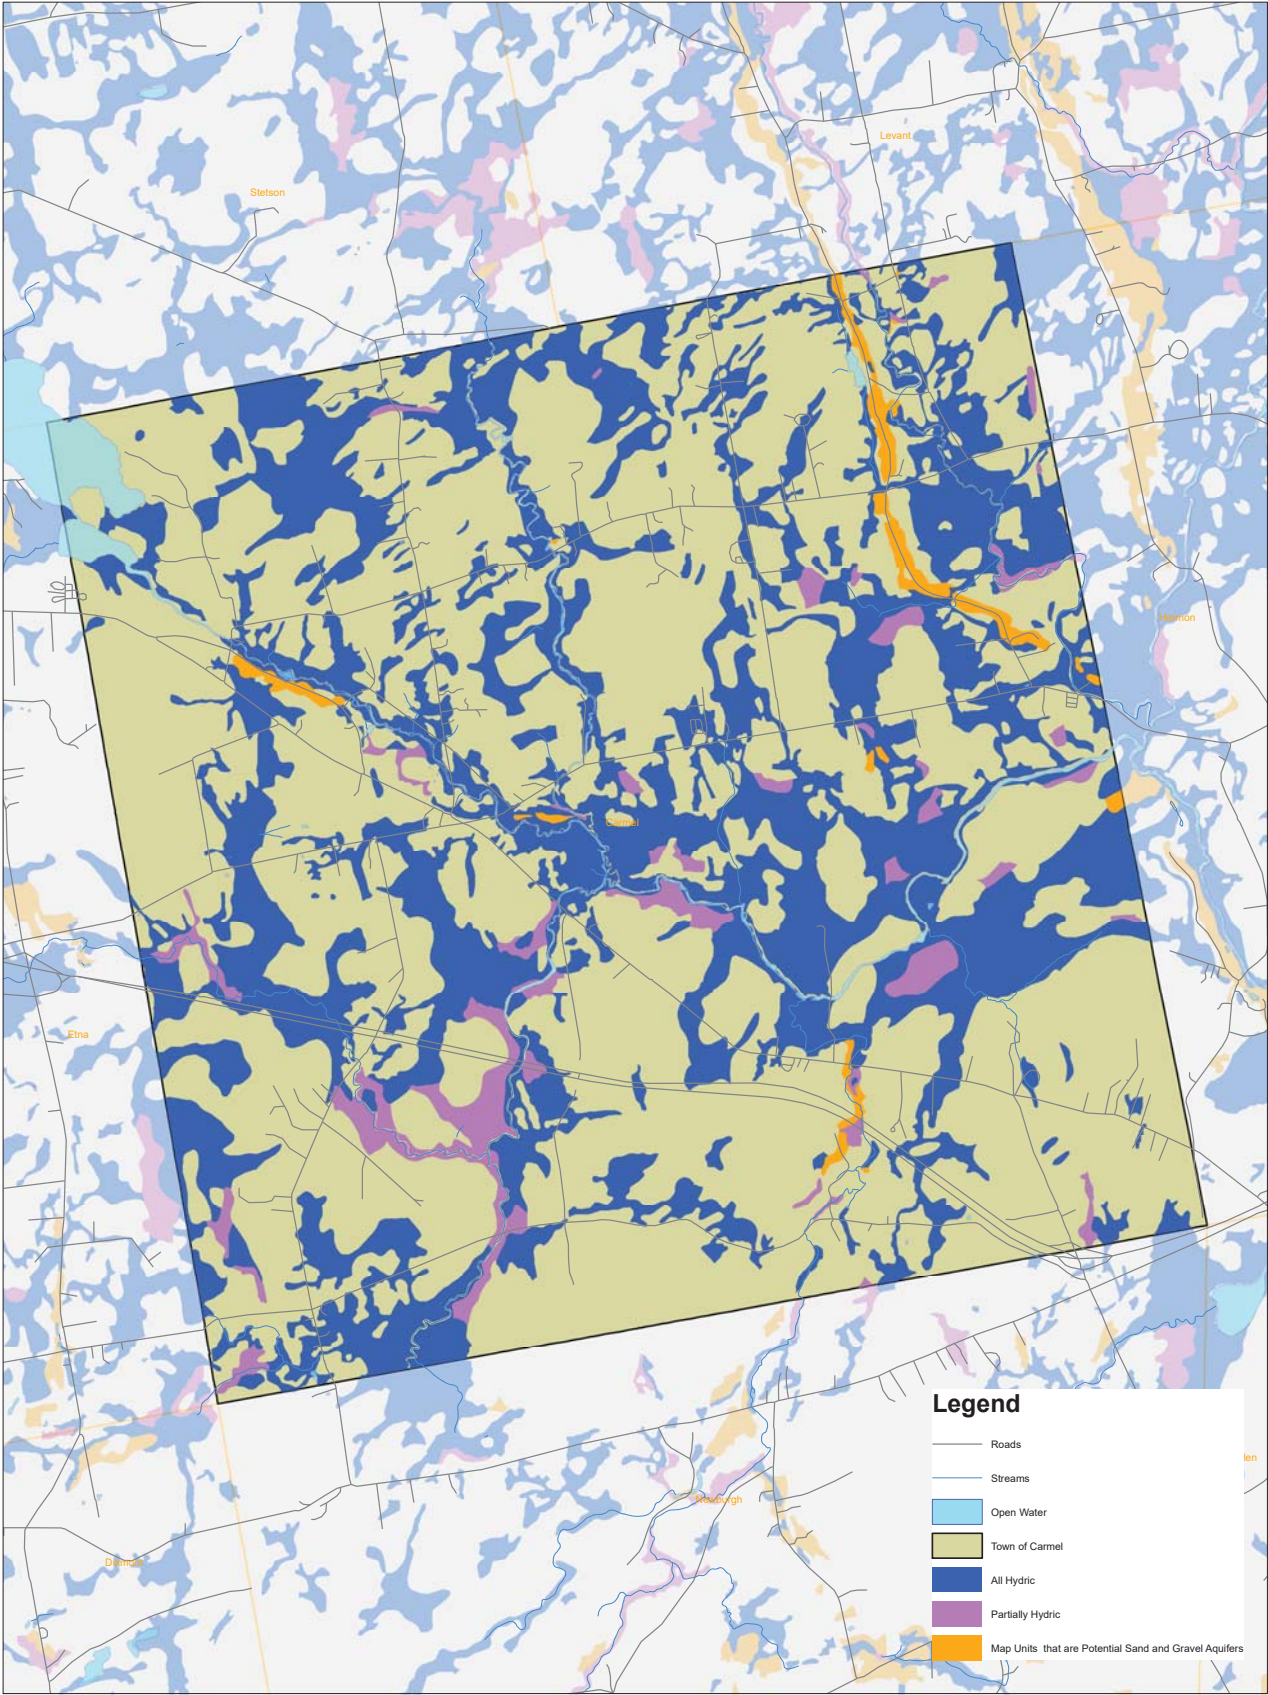 Levant
Stetson
Hermon
Carmel
Etna
Legend
Roads
Streams
Open Water
Town of Carmel
All Hydric
Partially Hydric
Map Units that are Potential Sand and Gravel Aquifers
Newburgh